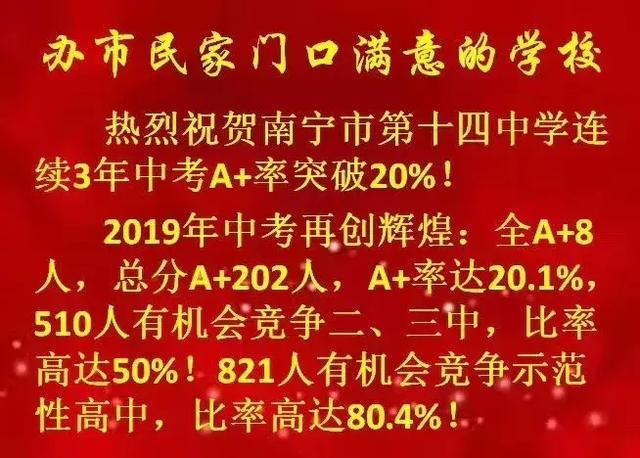 办市民家门口满意的学校
热烈祝贺南宁市第十四中学连
续3年中考A+率突破20%！
2019年中考再创辉煌：全A+8
人，总分A+202人，A+率达20.1%，
510人有机会竞争二、三中，比率
高达50%！821人有机会竞争示范
性高中，比率高达80.4%！